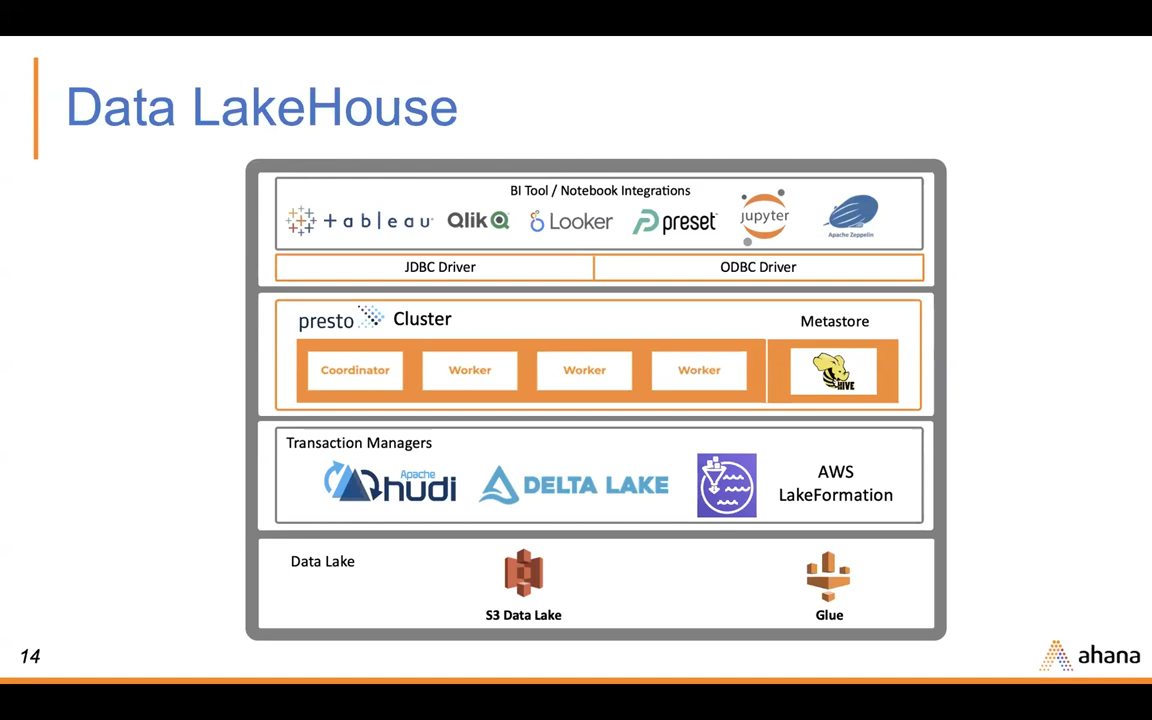 Data LakeHouse
BI Tool / Notebook Integrations
+ a b | e a u
Qlik
Looker
preset
jupyter
Apache Zeppelin
JDBC Driver
ODBC Driver
presto Cluster
Metastore
Coordinator
Worker
Worker
Worker
HIVE
Transaction Managers
Apache
hudi
DELTA LAKE
AWS
LakeFormation
Data Lake
S3 Data Lake
Glue
14
ahana